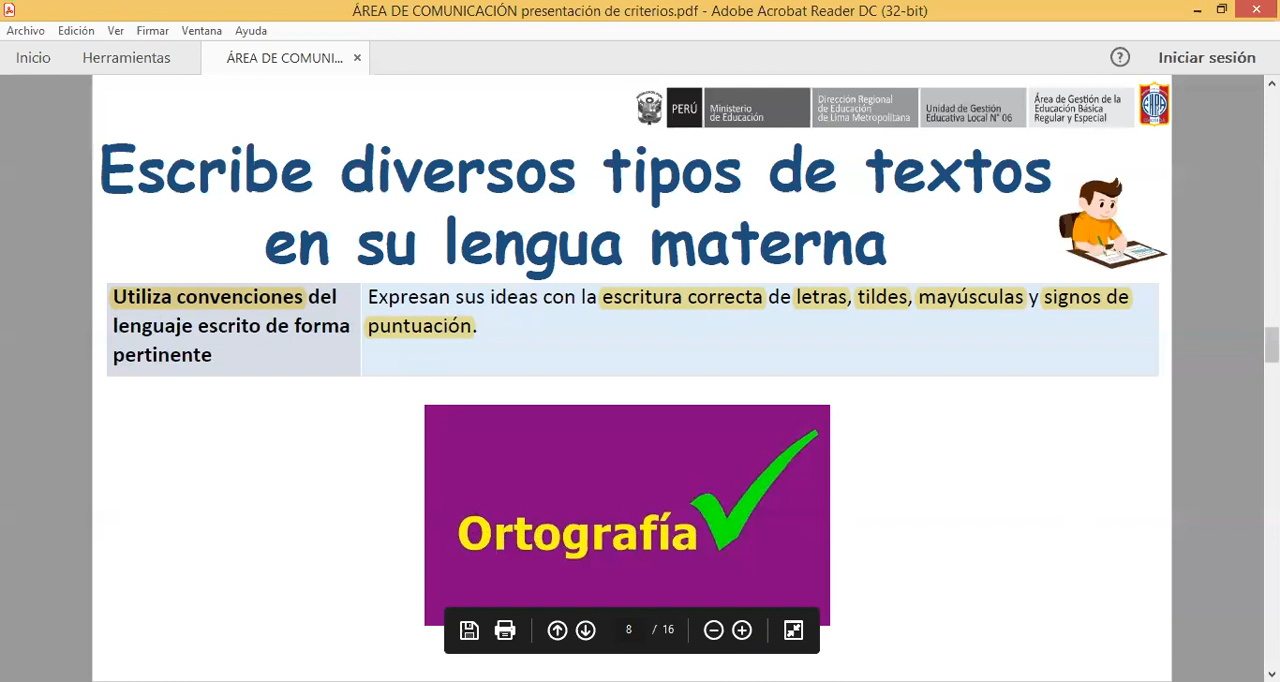 ÁREA DE COMUNICACIÓN presentación de criterios.pdf - Adobe Acrobat Reader DC (32-bit)
Archivo Edición Ver Firmar Ventana Ayuda
Inicio Herramientas ÁREA DE COMUNI... × ? Iniciar sesión
PERÚ
Ministerio
de Educación
Dirección Regional
de Educación
de Lima Metropolitana
Unidad de Gestión
Educativa Local N° 06
Área de Gestión de la
Educación Básica
Regular y Especial
Escribe diversos tipos de textos
en su lengua materna
Utiliza convenciones del
lenguaje escrito de forma
pertinente
Expresan sus ideas con la escritura correcta de letras, tildes, mayúsculas y signos de
puntuación.
Ortografía
8 / 16